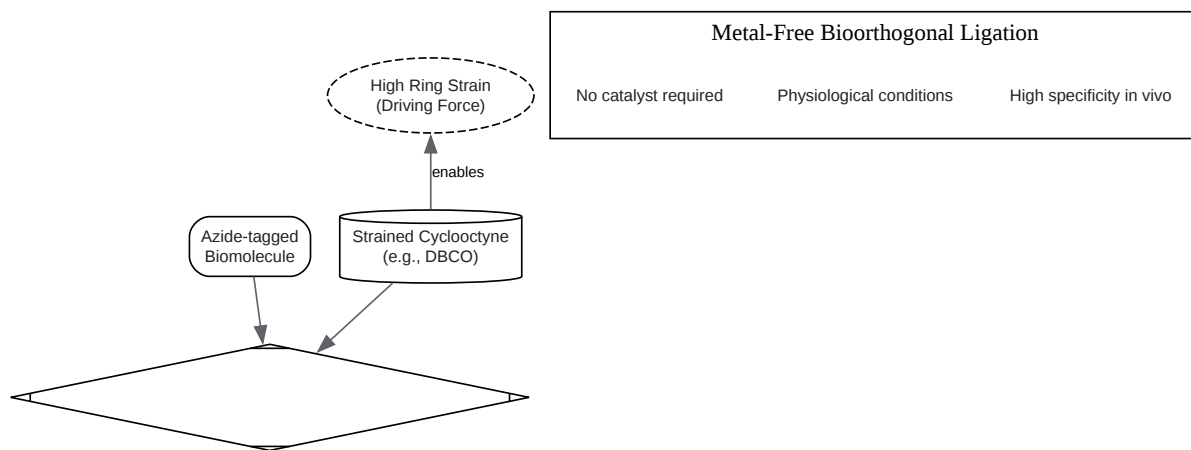 Metal-Free Bioorthogonal Ligation
No catalyst required
Physiological conditions
High specificity in vivo
High Ring Strain
(Driving Force)
enables
Azide-tagged
Biomolecule
Strained Cyclooctyne
(e.g., DBCO)